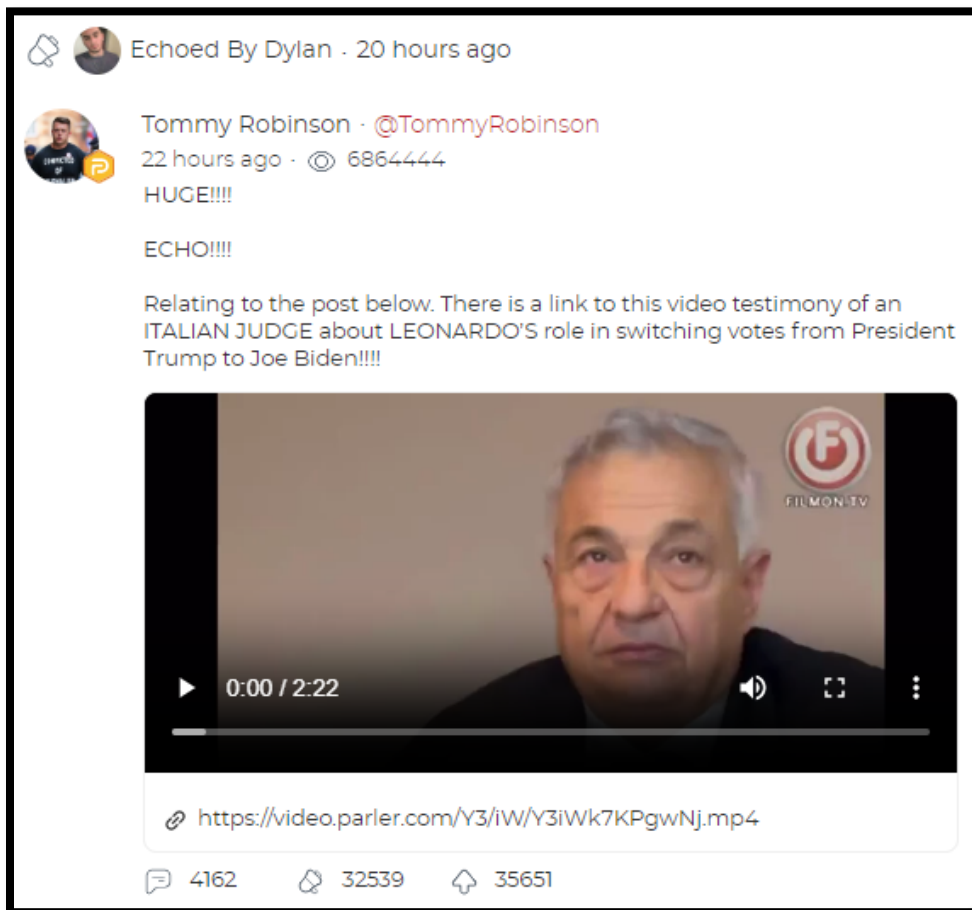 Echoed By Dylan · 20 hours ago
Tommy Robinson · @TommyRobinson
22 hours ago · 6864444
HUGE!!!!
ECHO!!!!
Relating to the post below. There is a link to this video testimony of an
ITALIAN JUDGE about LEONARDO'S role in switching votes from President
Trump to Joe Biden!!!!
FILMON TV
0:00 / 2:22
https://video.parler.com/Y3/iW/Y3iWk7KPgwNj.mp4
4162 32539 35651